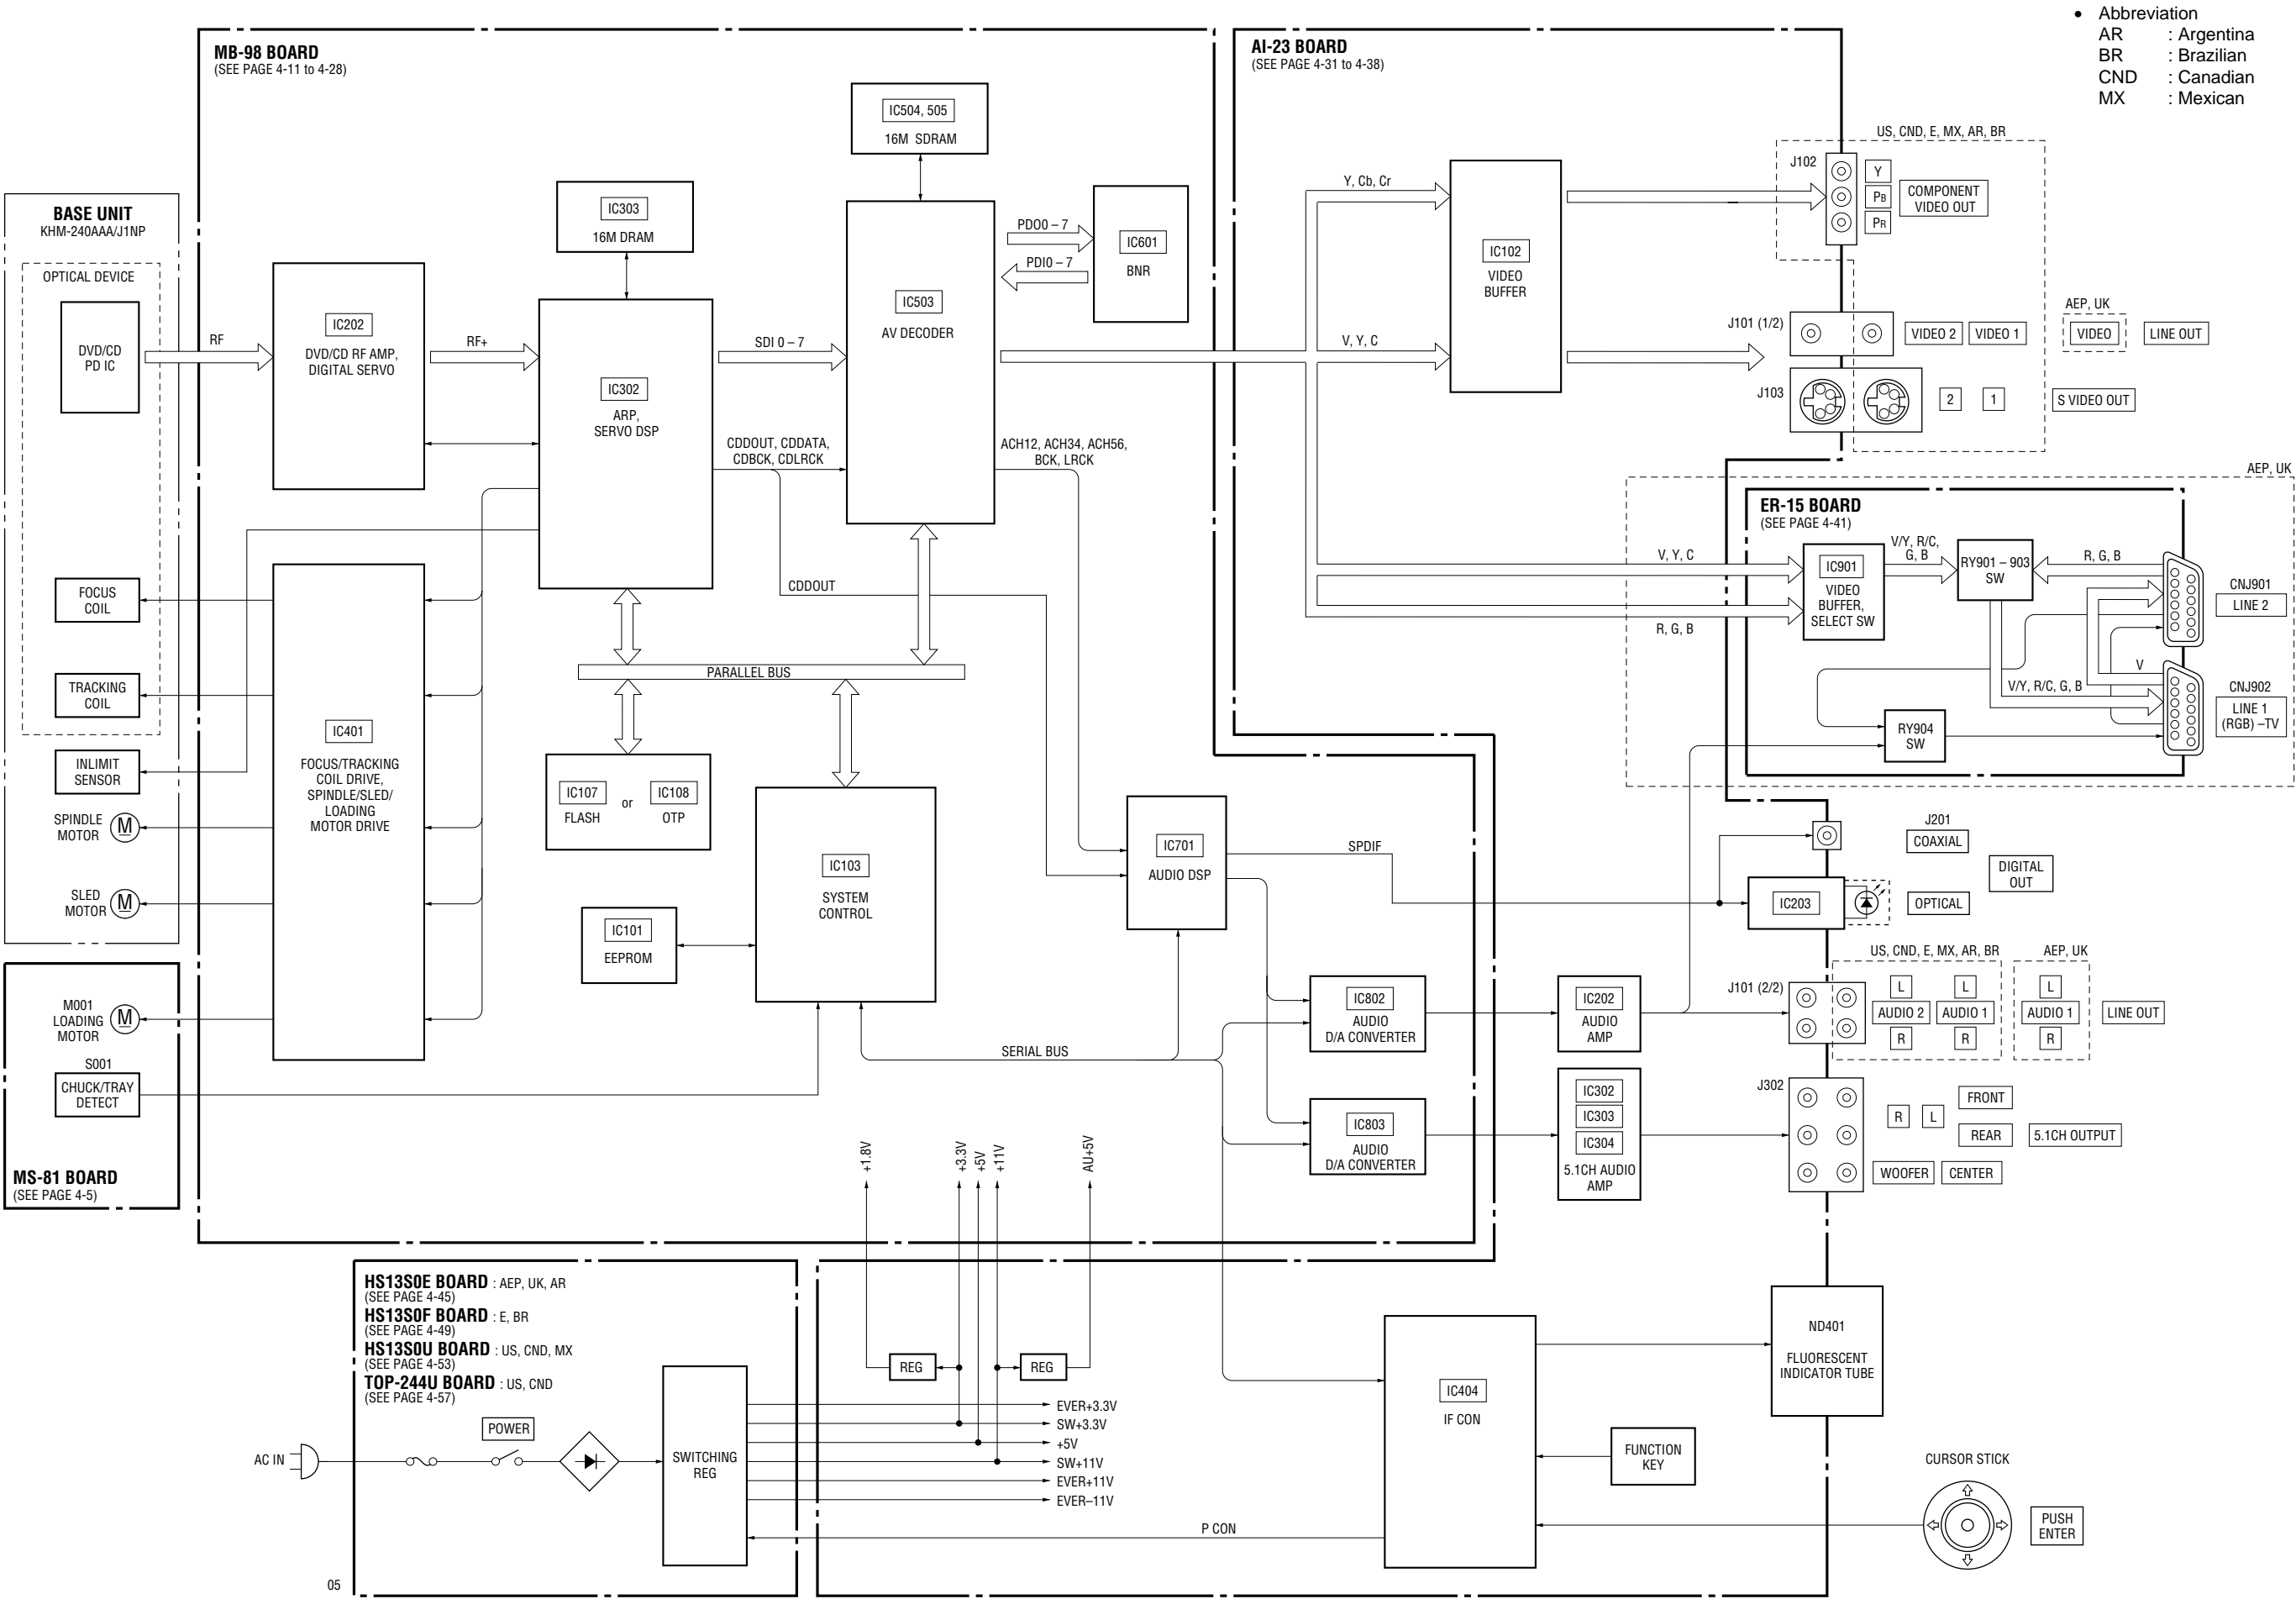 • Abbreviation
AR : Argentina
BR : Brazilian
CND : Canadian
MX : Mexican
MB-98 BOARD
(SEE PAGE 4-11 to 4-28)
AI-23 BOARD
(SEE PAGE 4-31 to 4-38)
BASE UNIT
KHM-240AAA/J1NP
OPTICAL DEVICE
DVD/CD
PD IC
RF
IC202
DVD/CD RF AMP,
DIGITAL SERVO
RF+
IC303
16M DRAM
IC302
ARP,
SERVO DSP
SDI 0 – 7
CDDOUT, CDDATA,
CDBCK, CDLRCK
IC504, 505
16M SDRAM
IC503
AV DECODER
PDO0 – 7
PDI0 – 7
IC601
BNR
ACH12, ACH34, ACH56,
BCK, LRCK
CDDOUT
Y, Cb, Cr
V, Y, C
IC102
VIDEO
BUFFER
US, CND, E, MX, AR, BR
J102
Y
PB
PR
COMPONENT
VIDEO OUT
J101 (1/2)
VIDEO 2
VIDEO 1
AEP, UK
VIDEO
LINE OUT
J103
2
1
S VIDEO OUT
AEP, UK
ER-15 BOARD
(SEE PAGE 4-41)
V, Y, C
R, G, B
IC901
VIDEO
BUFFER,
SELECT SW
V/Y, R/C,
G, B
RY901 – 903
SW
R, G, B
CNJ901
LINE 2
V
V/Y, R/C, G, B
CNJ902
LINE 1
(RGB) –TV
RY904
SW
FOCUS
COIL
TRACKING
COIL
INLIMIT
SENSOR
SPINDLE
MOTOR
M
SLED
MOTOR
M
IC401
FOCUS/TRACKING
COIL DRIVE,
SPINDLE/SLED/
LOADING
MOTOR DRIVE
PARALLEL BUS
IC107
FLASH
or
IC108
OTP
IC103
SYSTEM
CONTROL
IC101
EEPROM
IC701
AUDIO DSP
SPDIF
J201
COAXIAL
DIGITAL
OUT
IC203
OPTICAL
M001
LOADING
MOTOR
M
S001
CHUCK/TRAY
DETECT
MS-81 BOARD
(SEE PAGE 4-5)
SERIAL BUS
IC802
AUDIO
D/A CONVERTER
IC202
AUDIO
AMP
US, CND, E, MX, AR, BR
AEP, UK
J101 (2/2)
L
L
L
AUDIO 2
AUDIO 1
AUDIO 1
LINE OUT
R
R
R
IC803
AUDIO
D/A CONVERTER
IC302
IC303
IC304
5.1CH AUDIO
AMP
J302
R
L
FRONT
REAR
5.1CH OUTPUT
WOOFER
CENTER
+1.8V
+3.3V
+5V
+11V
AU+5V
HS13S0E BOARD : AEP, UK, AR
(SEE PAGE 4-45)
HS13S0F BOARD : E, BR
(SEE PAGE 4-49)
HS13S0U BOARD : US, CND, MX
(SEE PAGE 4-53)
TOP-244U BOARD : US, CND
(SEE PAGE 4-57)
REG
REG
AC IN
POWER
SWITCHING
REG
EVER+3.3V
SW+3.3V
+5V
SW+11V
EVER+11V
EVER–11V
P CON
IC404
IF CON
ND401
FLUORESCENT
INDICATOR TUBE
FUNCTION
KEY
CURSOR STICK
PUSH
ENTER
05